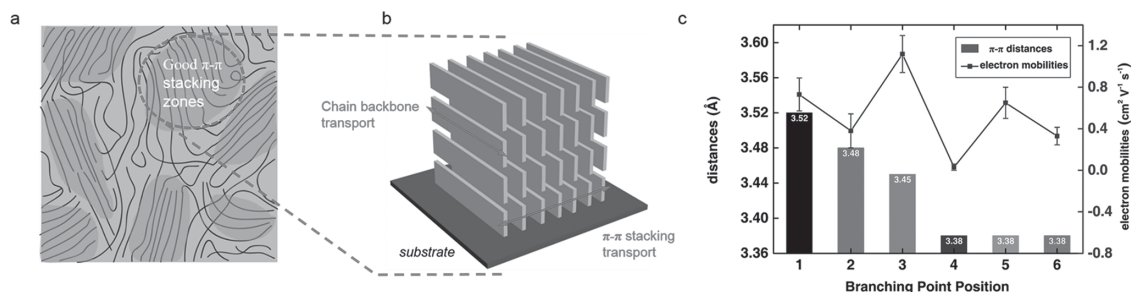 a
Good π-π
stacking
zones
b
Chain backbone
transport
substrate
π-π stacking
transport
c
π-π distances
electron mobilities
distances (Å)
3.60
3.56
3.52
3.48
3.44
3.40
3.36
3.52
3.48
3.45
3.38
3.38
3.38
1 2 3 4 5 6
Branching Point Position
1.2
0.8
0.4
0.0
-0.4
-0.8
electron mobilities (cm² V⁻¹ s⁻¹)